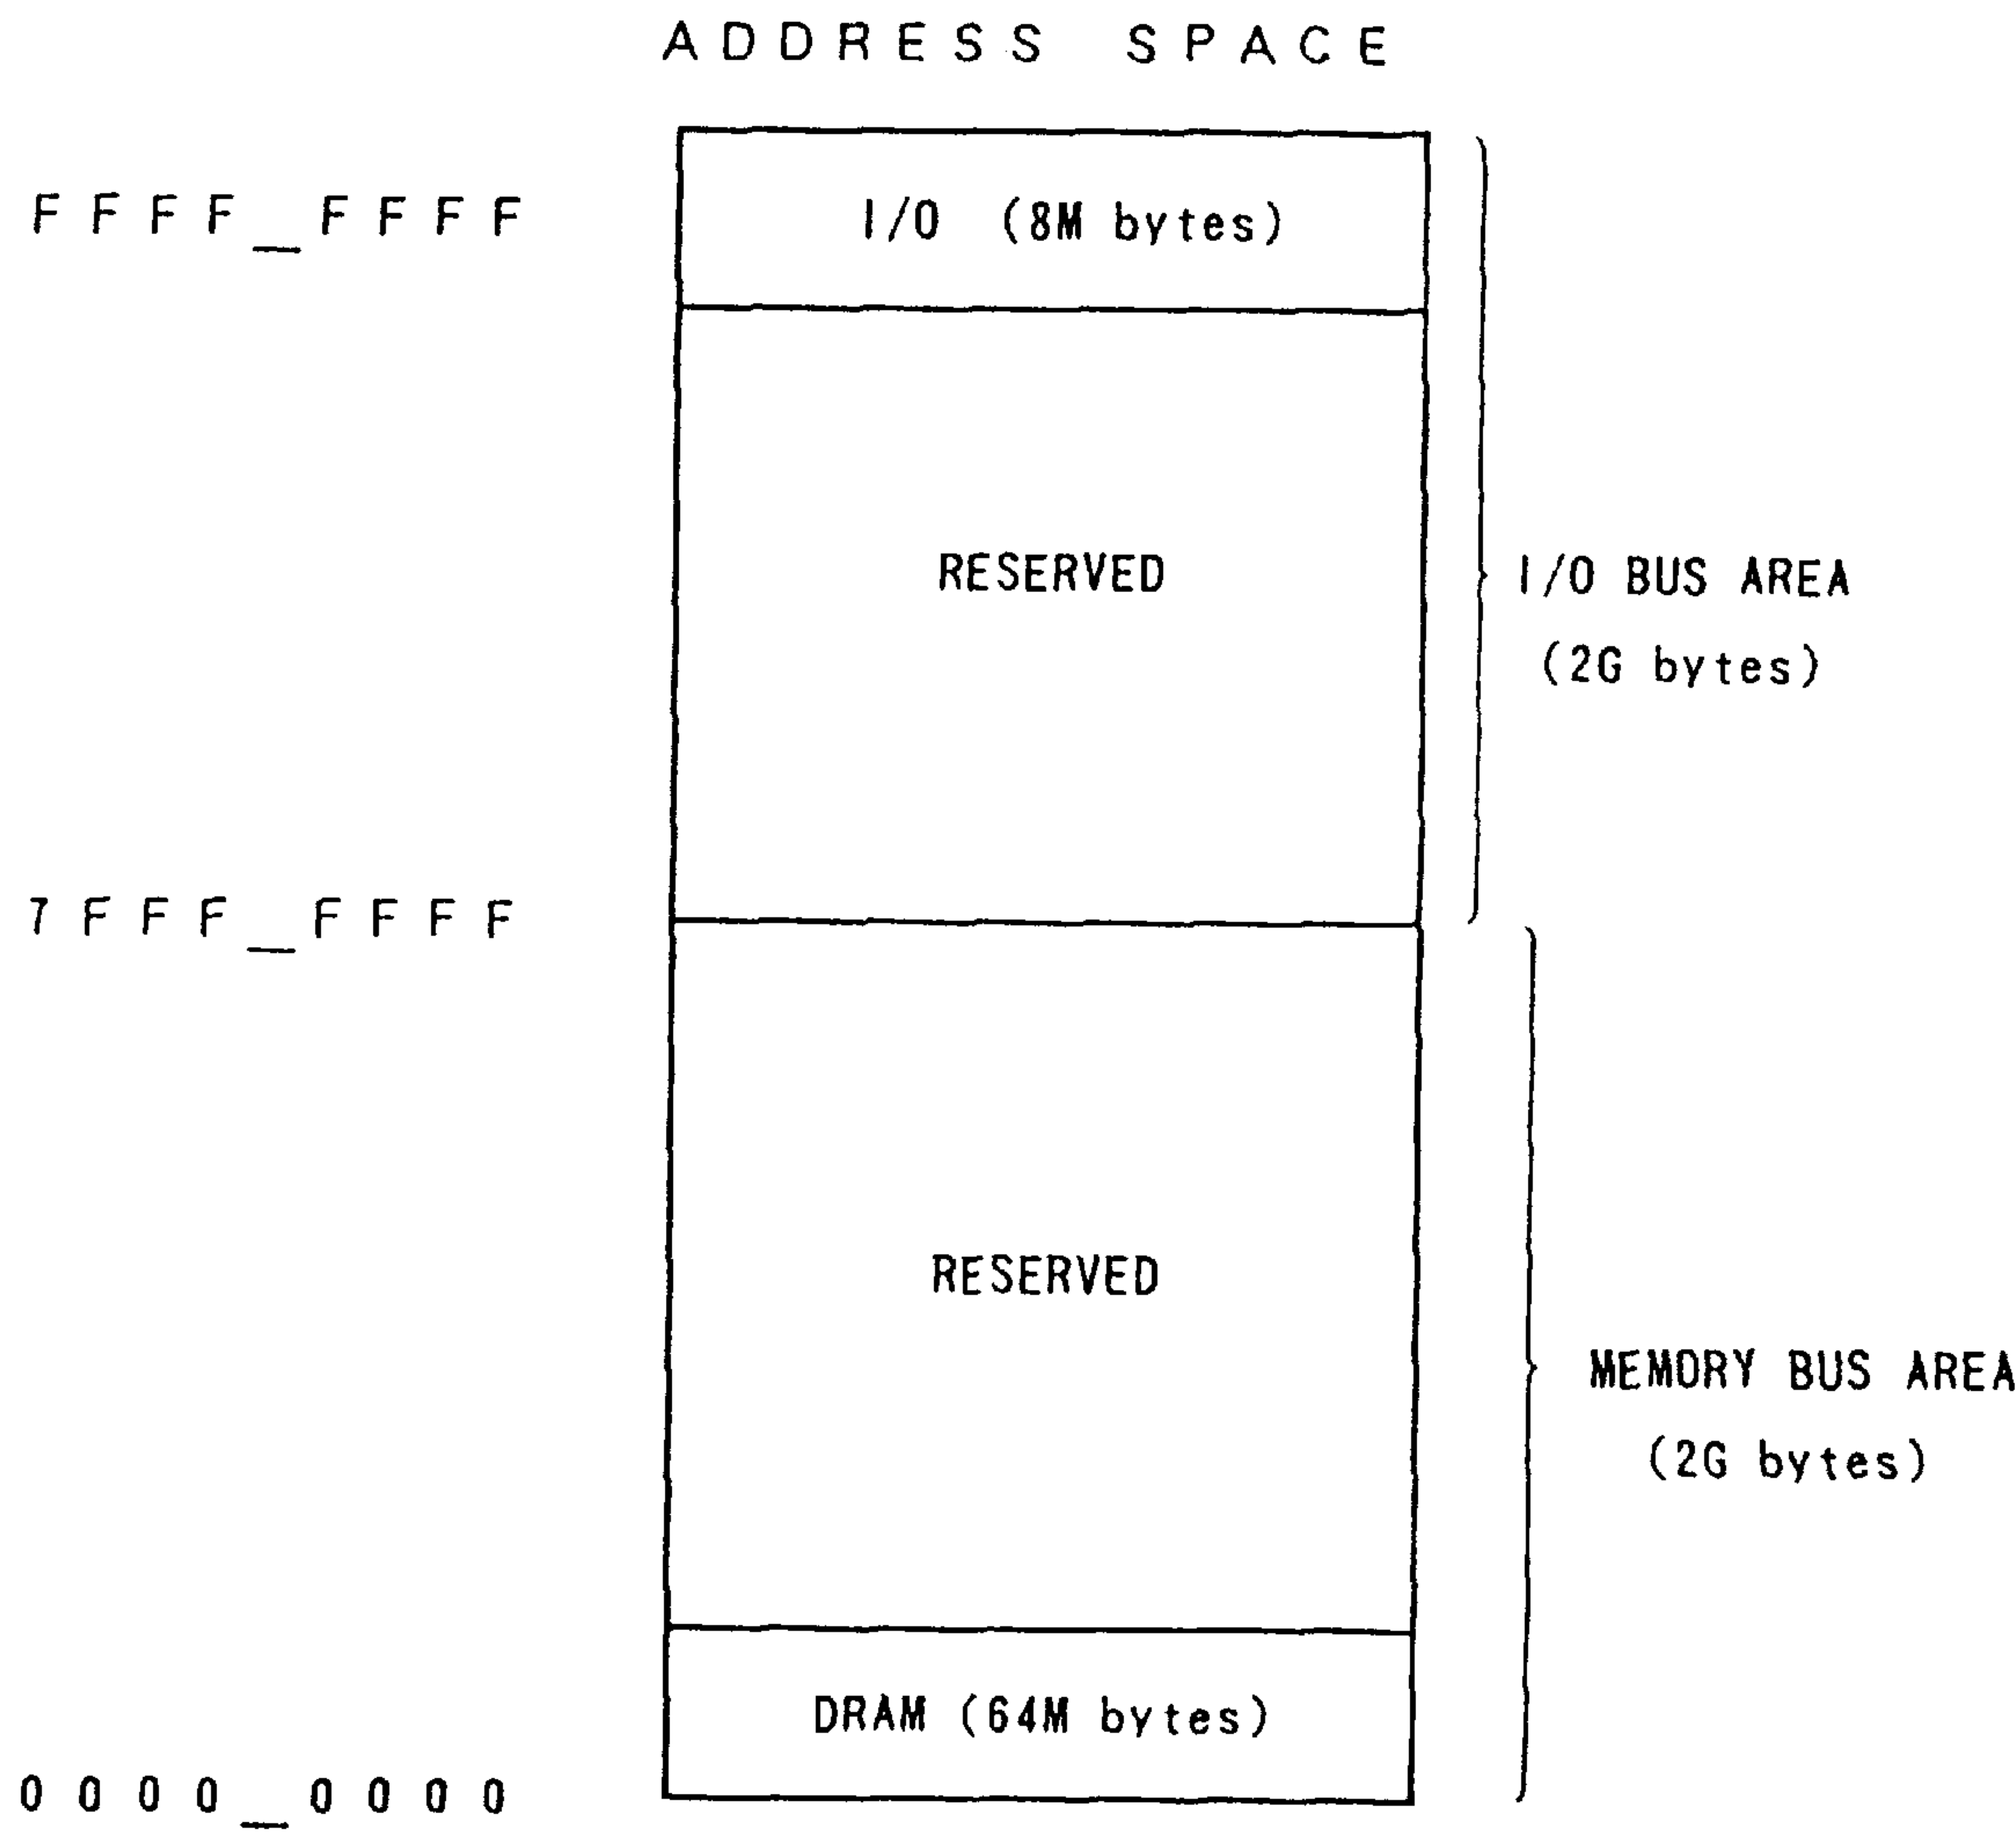 ADDRESS SPACE
FFFF_FFFF
I/O (8M bytes)
RESERVED
I/O BUS AREA
(2G bytes)
7FFF_FFFF
RESERVED
MEMORY BUS AREA
(2G bytes)
DRAM (64M bytes)
0000_0000